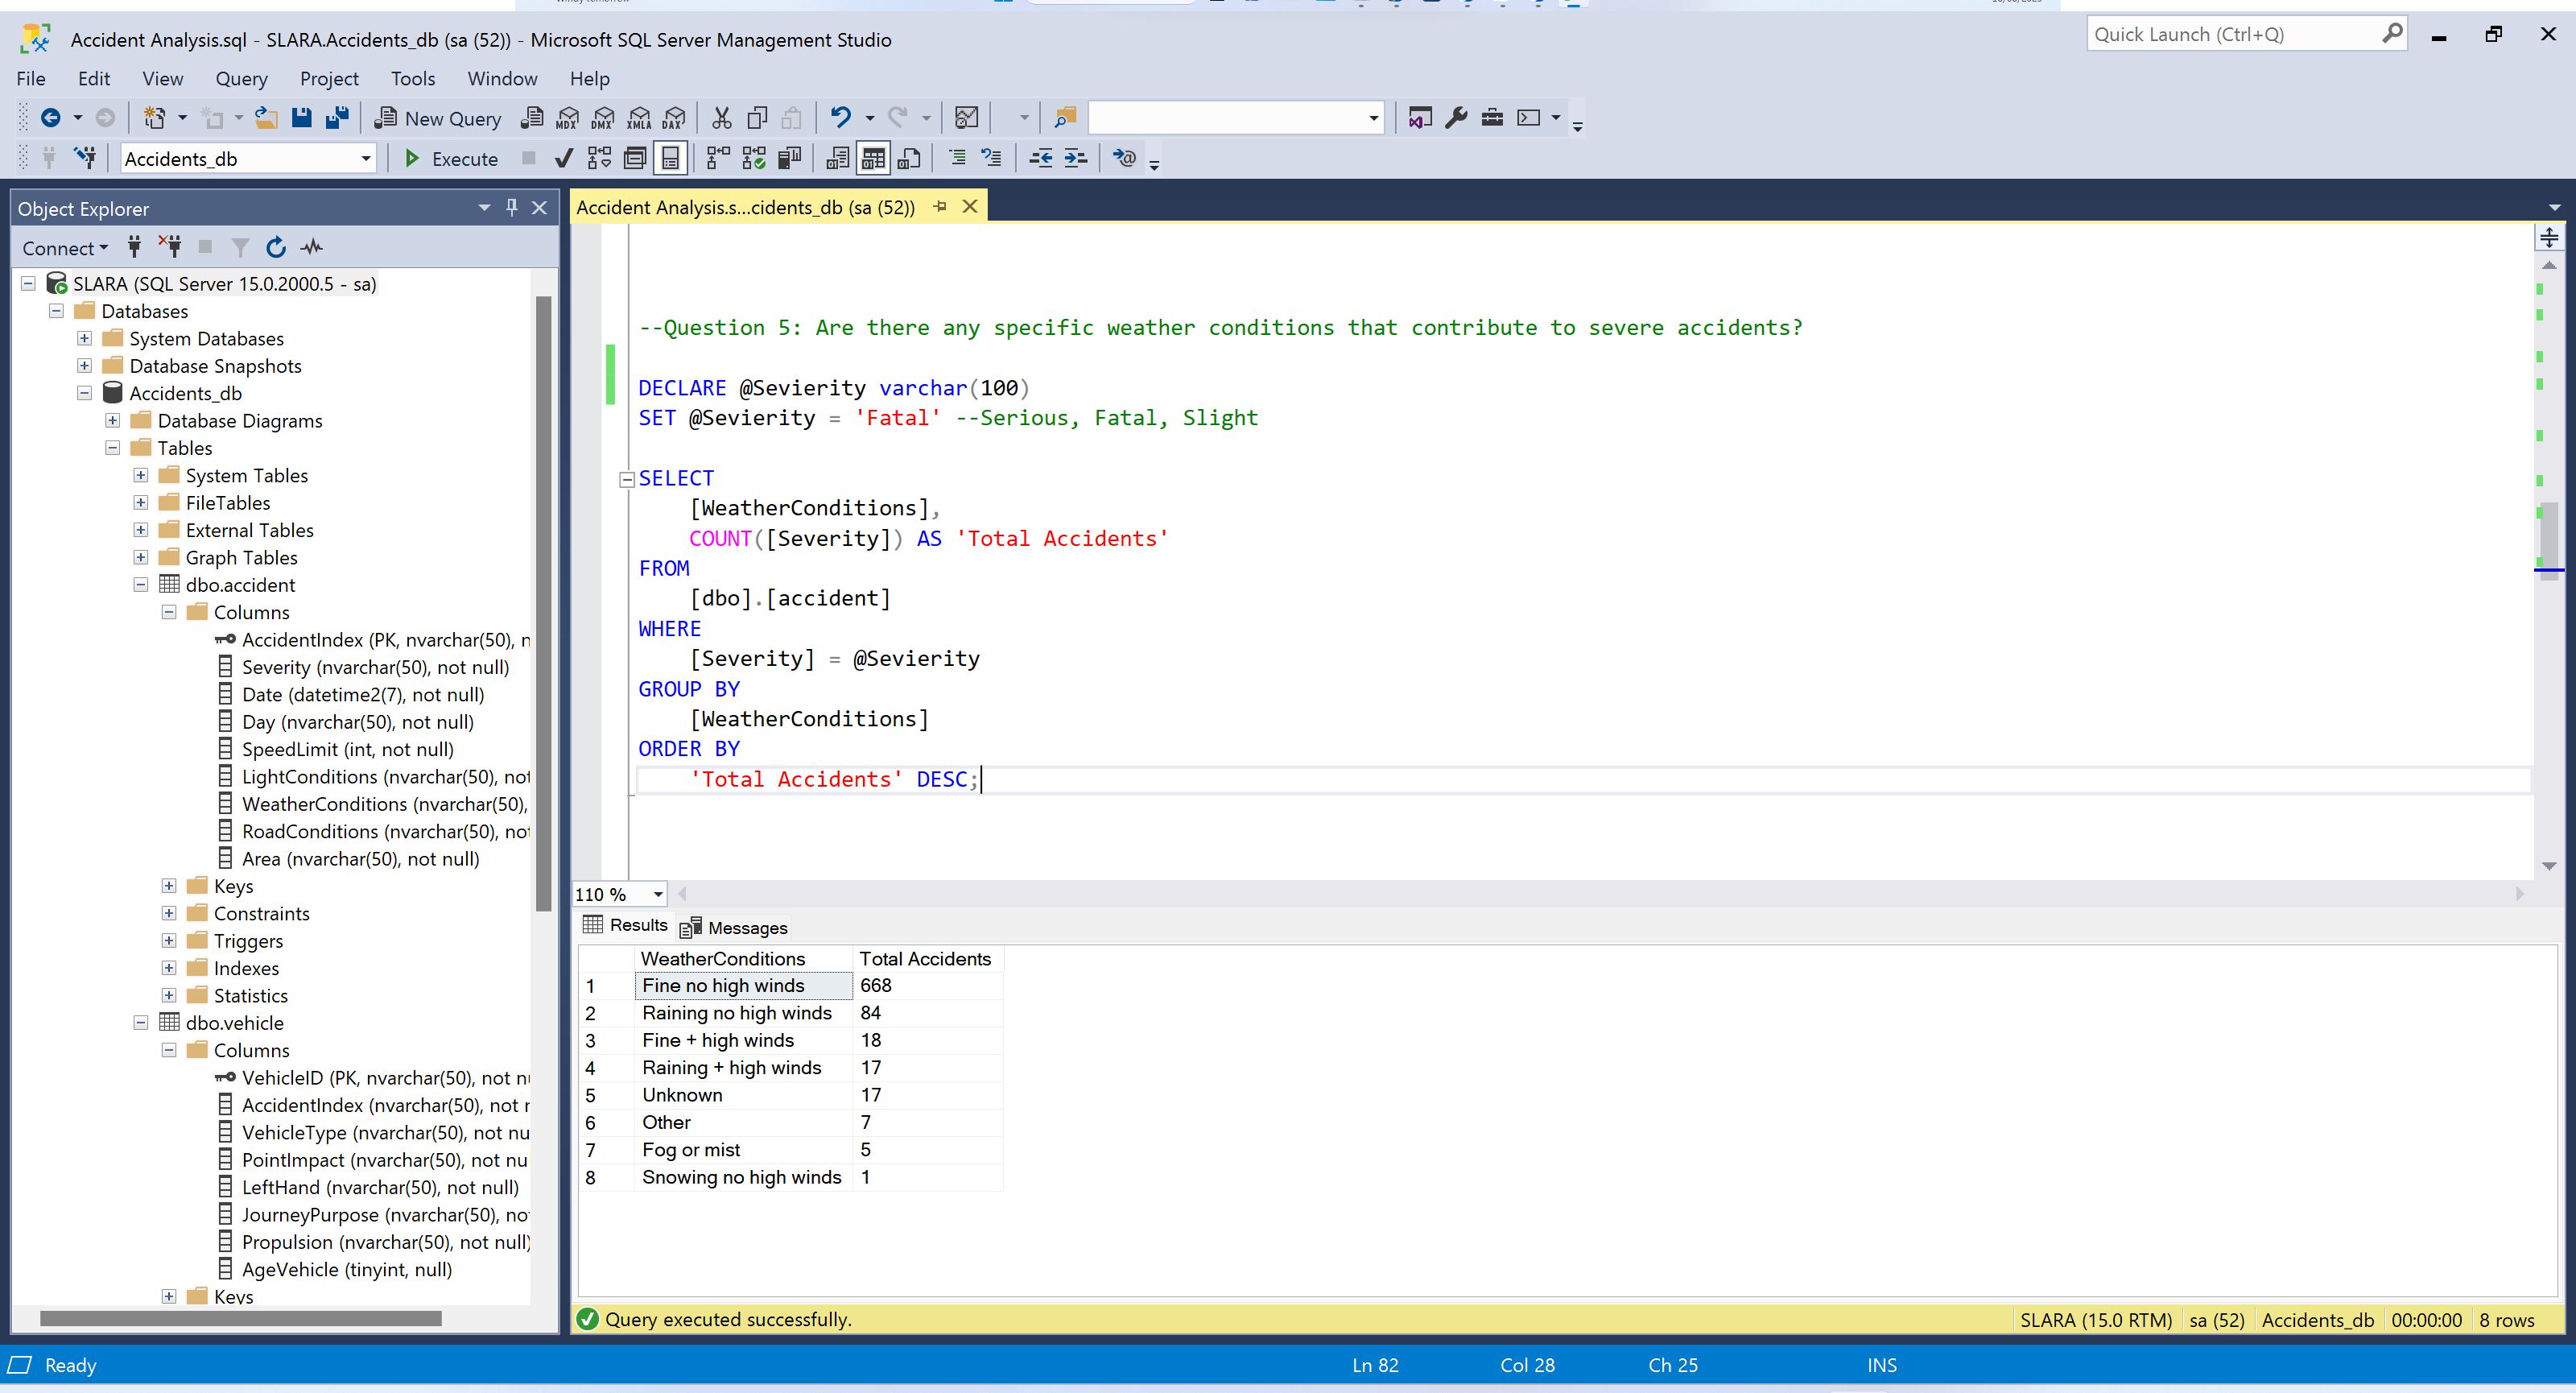 Accident Analysis.sql - SLARA.Accidents_db (sa (52)) - Microsoft SQL Server Management Studio
Quick Launch (Ctrl+Q)
File Edit View Query Project Tools Window Help
New Query MDX DMX XMLA DAX
Accidents_db Execute
Object Explorer
Connect
SLARA (SQL Server 15.0.2000.5 - sa)
Databases
System Databases
Database Snapshots
Accidents_db
Database Diagrams
Tables
System Tables
FileTables
External Tables
Graph Tables
dbo.accident
Columns
AccidentIndex (PK, nvarchar(50), n
Severity (nvarchar(50), not null)
Date (datetime2(7), not null)
Day (nvarchar(50), not null)
SpeedLimit (int, not null)
LightConditions (nvarchar(50), not
WeatherConditions (nvarchar(50),
RoadConditions (nvarchar(50), not
Area (nvarchar(50), not null)
Keys
Constraints
Triggers
Indexes
Statistics
dbo.vehicle
Columns
VehicleID (PK, nvarchar(50), not nu
AccidentIndex (nvarchar(50), not n
VehicleType (nvarchar(50), not nu
PointImpact (nvarchar(50), not nu
LeftHand (nvarchar(50), not null)
JourneyPurpose (nvarchar(50), no
Propulsion (nvarchar(50), not null)
AgeVehicle (tinyint, null)
Keys
Accident Analysis.s...cidents_db (sa (52))
--Question 5: Are there any specific weather conditions that contribute to severe accidents?
DECLARE @Sevierity varchar(100)
SET @Sevierity = 'Fatal' --Serious, Fatal, Slight
SELECT
[WeatherConditions],
COUNT([Severity]) AS 'Total Accidents'
FROM
[dbo].[accident]
WHERE
[Severity] = @Sevierity
GROUP BY
[WeatherConditions]
ORDER BY
'Total Accidents' DESC;
110 %
Results Messages
WeatherConditions Total Accidents
1 Fine no high winds 668
2 Raining no high winds 84
3 Fine + high winds 18
4 Raining + high winds 17
5 Unknown 17
6 Other 7
7 Fog or mist 5
8 Snowing no high winds 1
Query executed successfully. SLARA (15.0 RTM) sa (52) Accidents_db 00:00:00 8 rows
Ready Ln 82 Col 28 Ch 25 INS